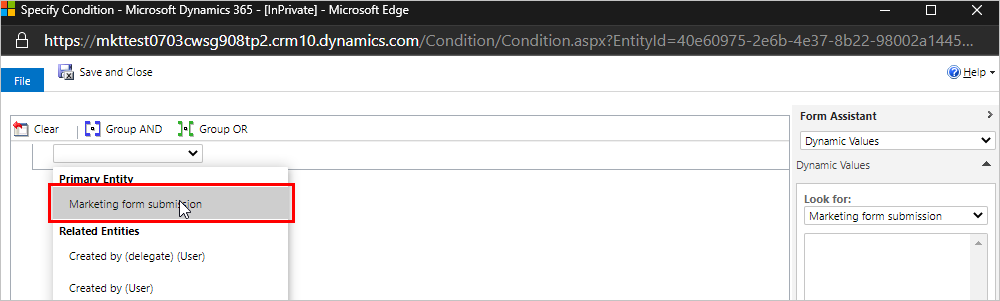 Specify Condition - Microsoft Dynamics 365 - [InPrivate] - Microsoft Edge
https://mkttest0703cwsg908tp2.crm10.dynamics.com/Condition/Condition.aspx?EntityId=40e60975-2e6b-4e37-8b22-98002a1445...
File
Save and Close
Help
Clear
Group AND
Group OR
Primary Entity
Marketing form submission
Related Entities
Created by (delegate) (User)
Created by (User)
Form Assistant
Dynamic Values
Dynamic Values
Look for:
Marketing form submission